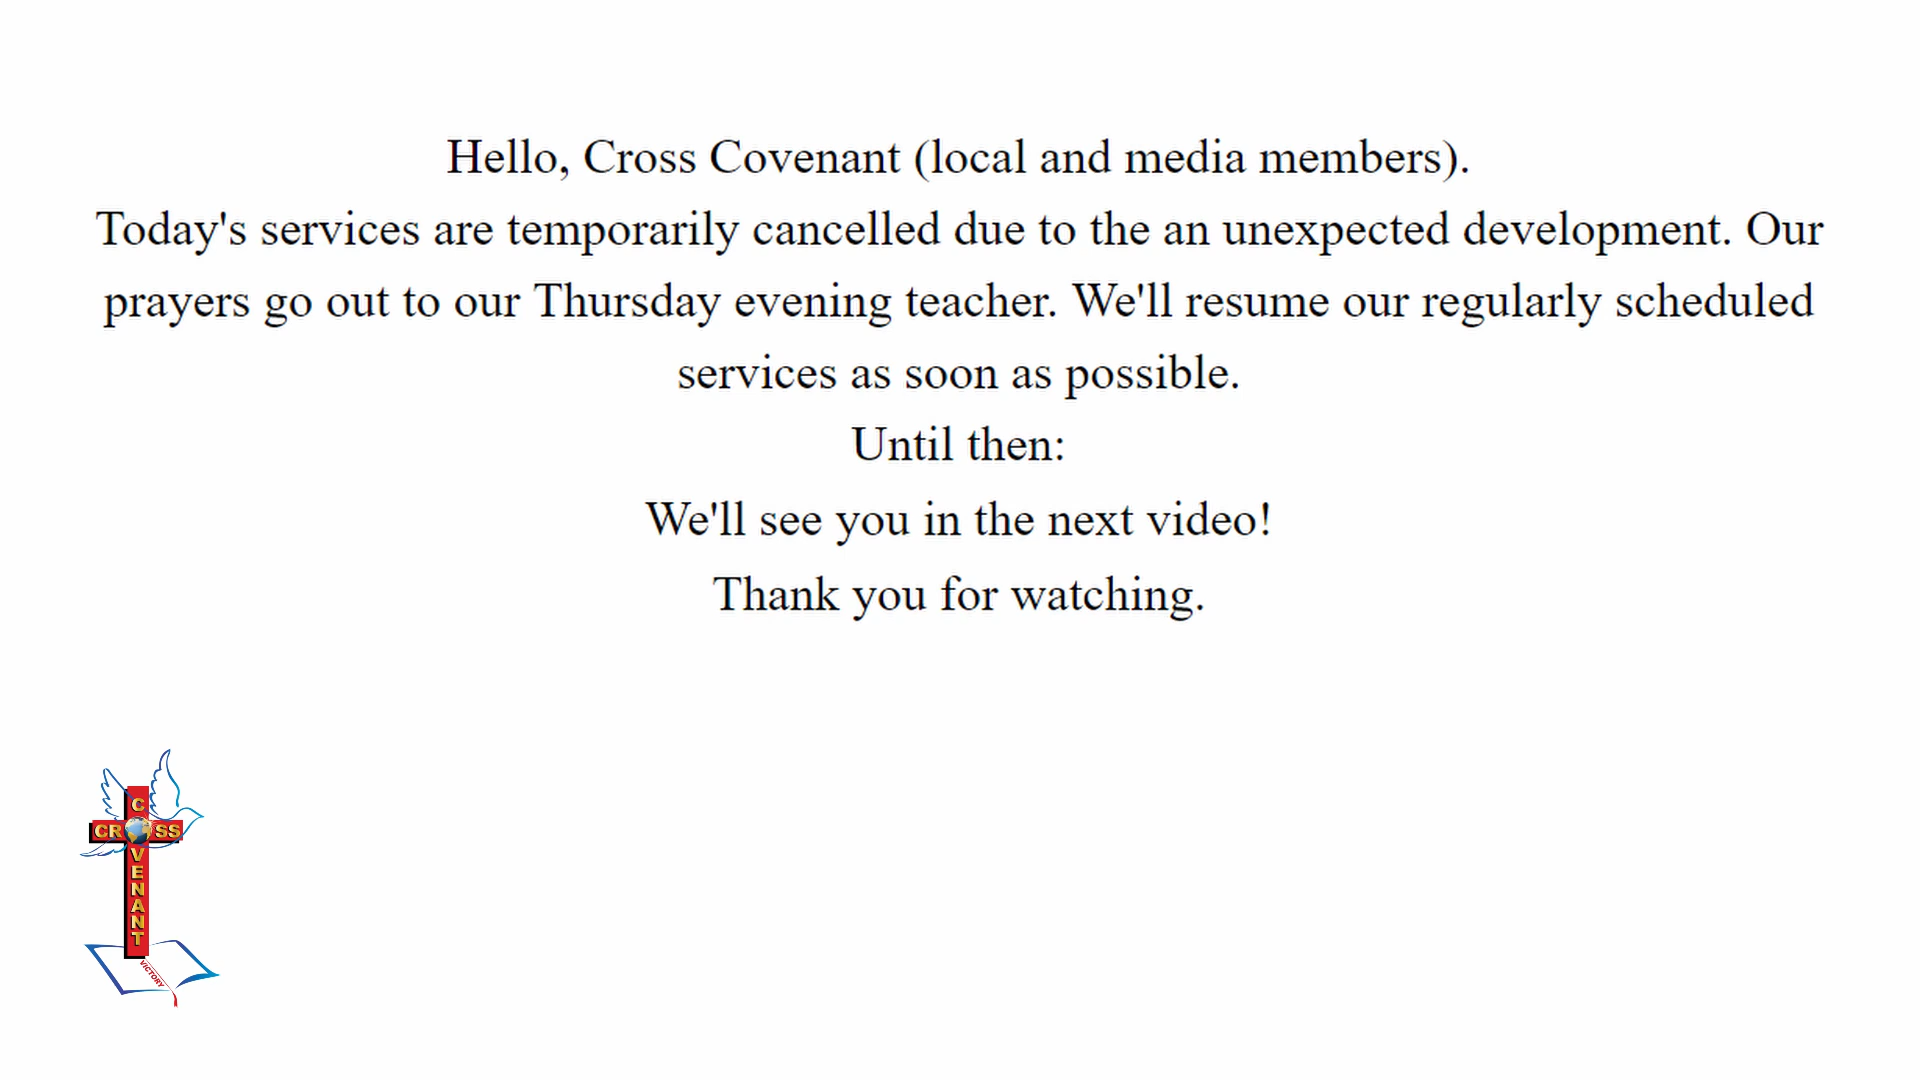 Hello, Cross Covenant (local and media members).
Today's services are temporarily cancelled due to the an unexpected development. Our
prayers go out to our Thursday evening teacher. We'll resume our regularly scheduled
services as soon as possible.
Until then:
We'll see you in the next video!
Thank you for watching.
CROSS
COVENANT
VICTORY